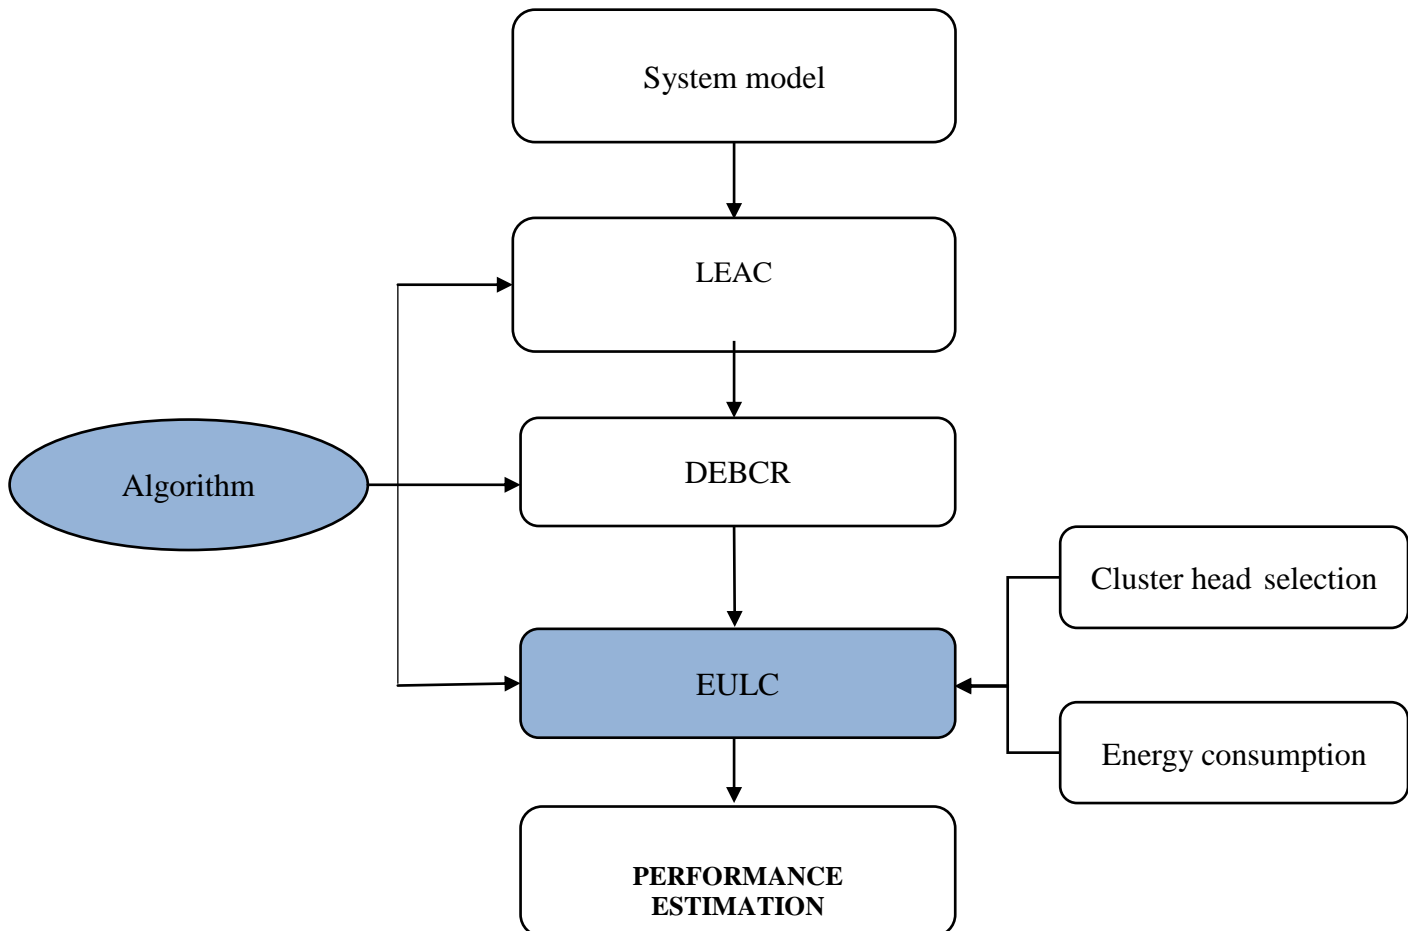 System model
LEAC
DEBCR
Algorithm
Cluster head selection
EULC
Energy consumption
PERFORMANCE
ESTIMATION